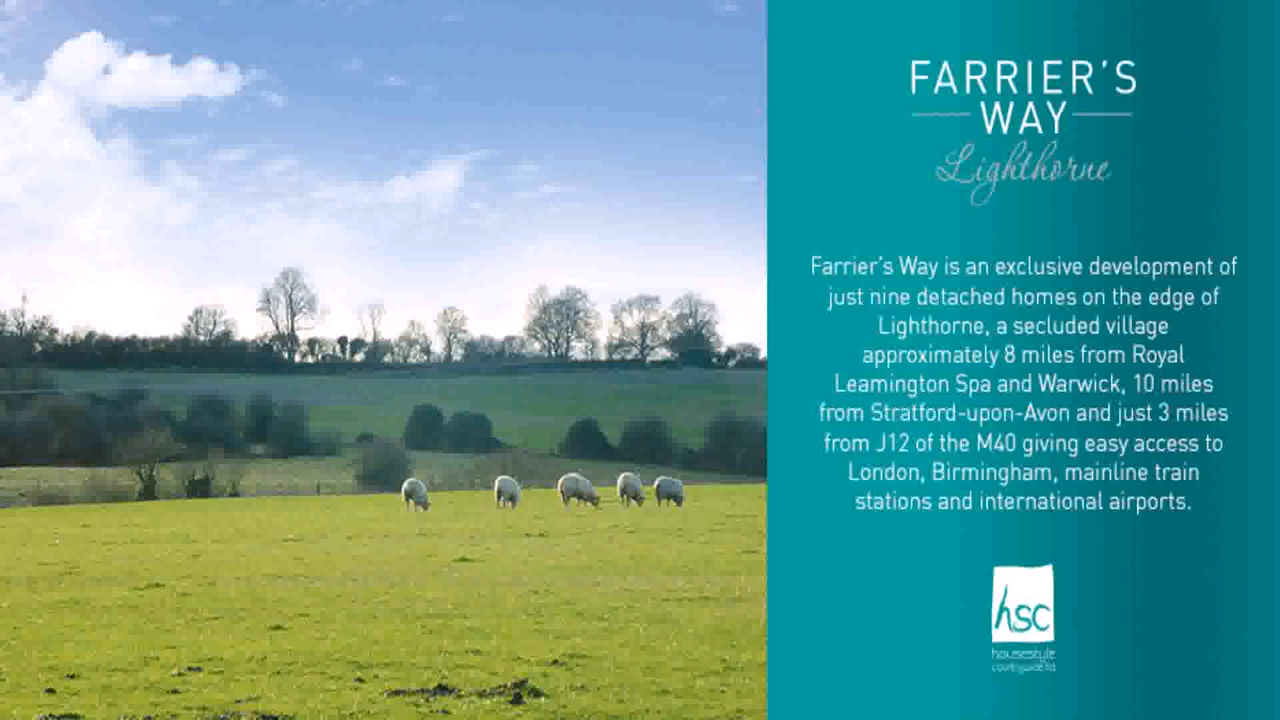 FARRIER'S
WAY
Lighthorne
Farrier's Way is an exclusive development of
just nine detached homes on the edge of
Lighthorne, a secluded village
approximately 8 miles from Royal
Leamington Spa and Warwick, 10 miles
from Stratford-upon-Avon and just 3 miles
from J12 of the M40 giving easy access to
London, Birmingham, mainline train
stations and international airports.
hsc
housestyle
countrywide ltd